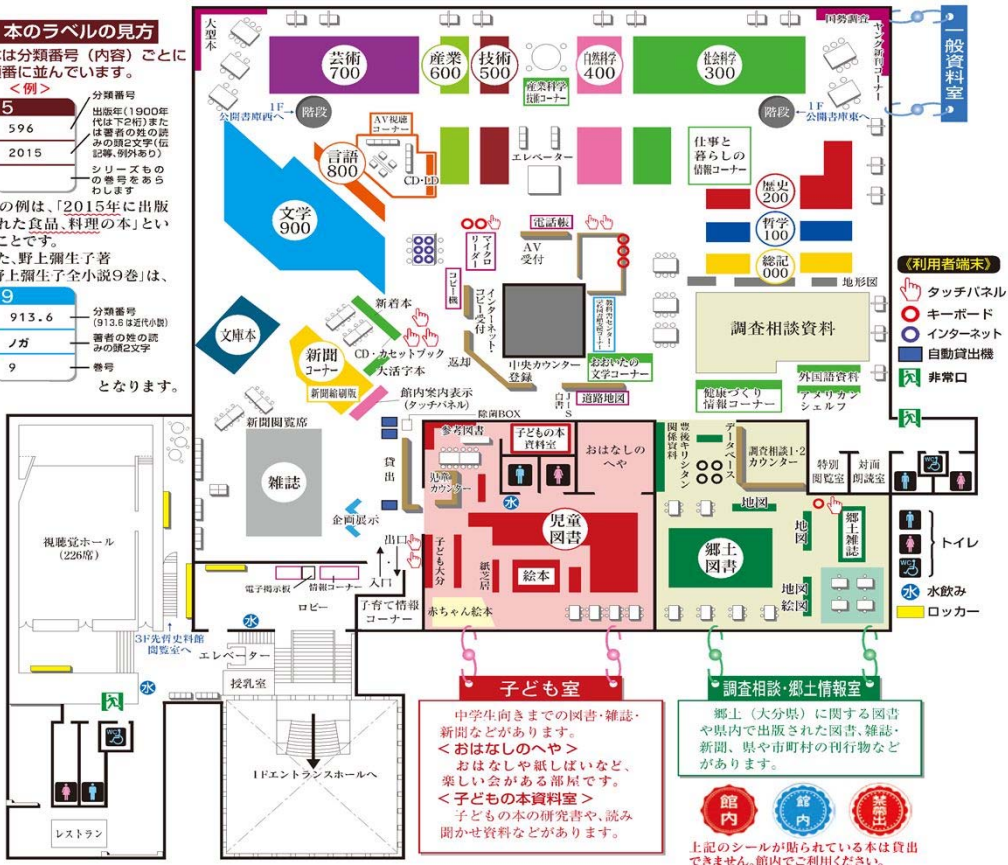 本のラベルの見方
は分類番号（内容）ごとに
番に並んでいます。
＜例＞
5
596
2015
分類番号
出版年（1900年
代は下2桁）また
は著者の姓の読
みの頭2文字（伝
記等、例外あり）
シリーズもの
の巻号をあら
わします
の例は、「2015年に出版
れた食品、料理の本」とい
ことです。
た、野上彌生子著
野上彌生子全小説9巻」は、
9
913.6
ノガ
9
分類番号
（913.6は近代小説）
著者の姓の読
みの頭2文字
巻号
となります。
大型本
芸術
700
産業
600
技術
500
産業科学
技術コーナー
自然科学
400
社会科学
300
国勢調査
ヤング新刊コーナー
一般資料室
1F
公開書庫西へ
階段
AV視聴
コーナー
言語
800
CD・LD
エレベーター
階段
1F
公開書庫東へ
仕事と
暮らしの
情報コーナー
歴史
200
哲学
100
総記
000
地形図
文学
900
マイクロ
リーダー
電話帳
AV
受付
コピー機
インターネット・
コピー受付
新着本
CD・カセットブック
大活字本
返却
中央カウンター
登録
おおいたの
文学コーナー
調査相談資料
文庫本
新聞
コーナー
新聞縮刷版
館内案内表示
（タッチパネル）
白書
JIS
道路地図
健康づくり
情報コーナー
外国語資料
アメリカン
シェルフ
《利用者端末》
タッチパネル
キーボード
インターネット
自動貸出機
非常口
新聞閲覧席
雑誌
貸出
企画展示
出口
入口
除菌BOX
参考図書
児童
カウンター
子どもの本
資料室
おはなしの
へや
水
児童
図書
絵本
紙芝居
子ども大分
赤ちゃん絵本
子育て情報
コーナー
豊後キリシタン
関係資料
データベース
調査相談1・2
カウンター
特別
閲覧室
対面
朗読室
WC
地図
地図
郷土
図書
郷土雑誌
地図
絵図
WC
トイレ
水
水飲み
ロッカー
視聴覚ホール
（226席）
電子掲示板
情報コーナー
ロビー
水
3F先哲史料館
閲覧室へ
エレベーター
授乳室
水
WC
1Fエントランスホールへ
レストラン
子ども室
中学生向きまでの図書・雑誌・
新聞などがあります。
＜おはなしのへや＞
おはなしや紙しばいなど、
楽しい会がある部屋です。
＜子どもの本資料室＞
子どもの本の研究書や、読み
聞かせ資料などがあります。
調査相談・郷土情報室
郷土（大分県）に関する図書
や県内で出版された図書、雑誌・
新聞、県や市町村の刊行物など
があります。
館内
館内
禁帯出
上記のシールが貼られている本は貸出
できません。館内でご利用ください。